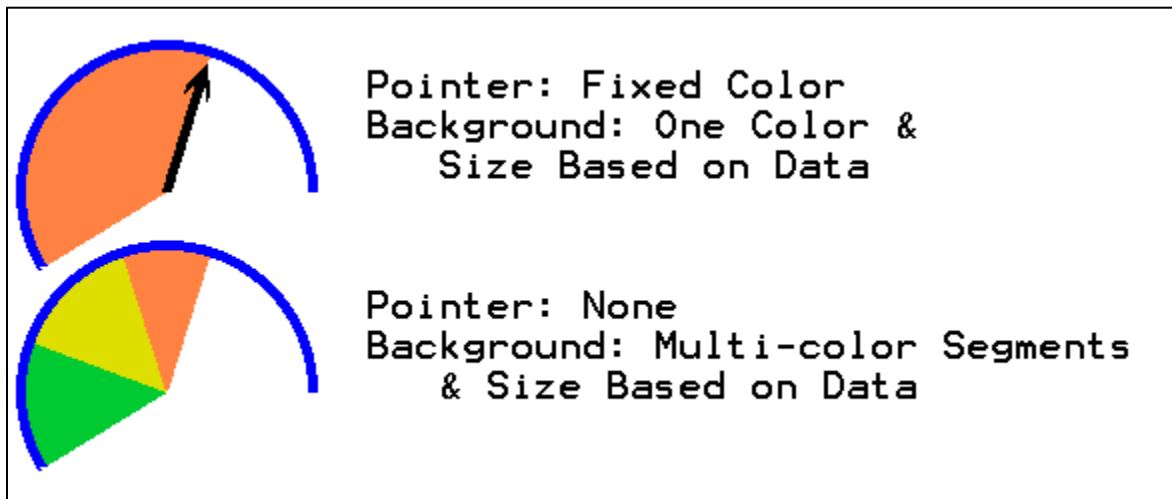 Pointer: Fixed Color
Background: One Color &
Size Based on Data
Pointer: None
Background: Multi-color Segments
& Size Based on Data